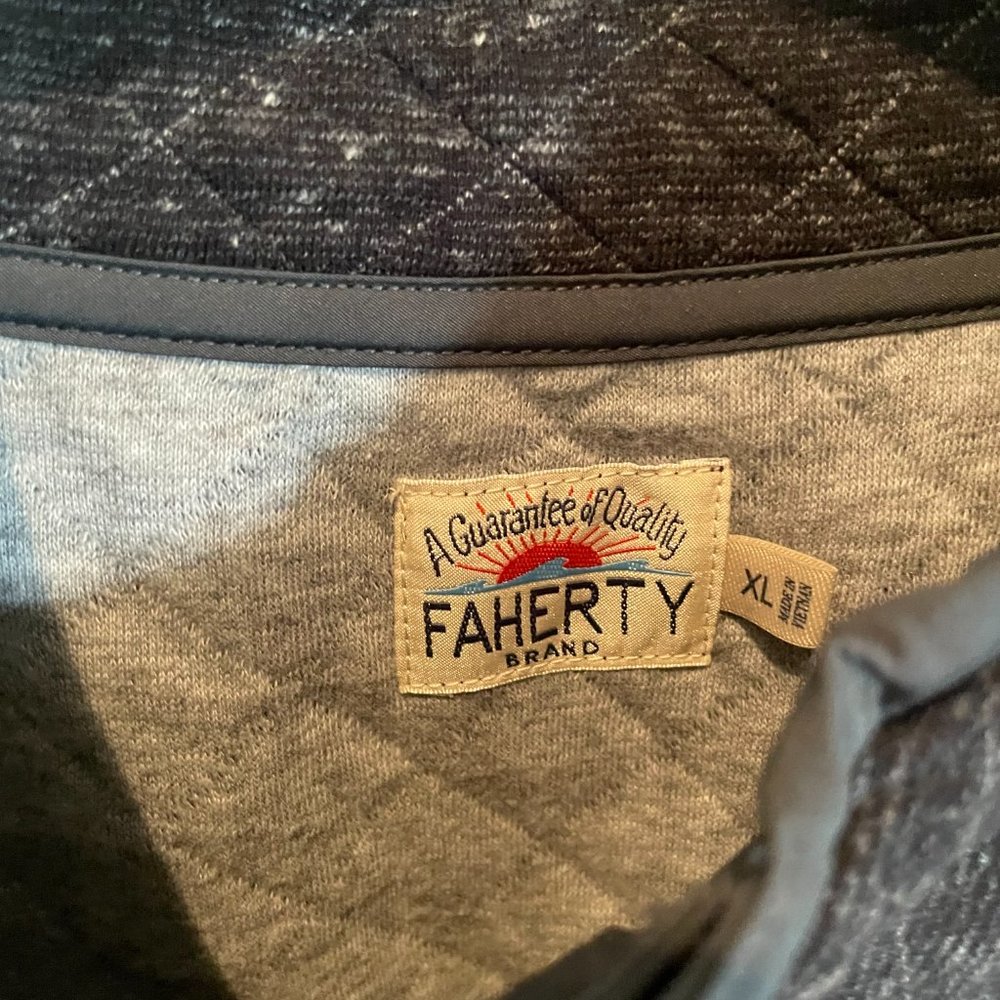 A Guarantee of Quality
FAHERTY
BRAND
XL
MADE IN
VIETNAM